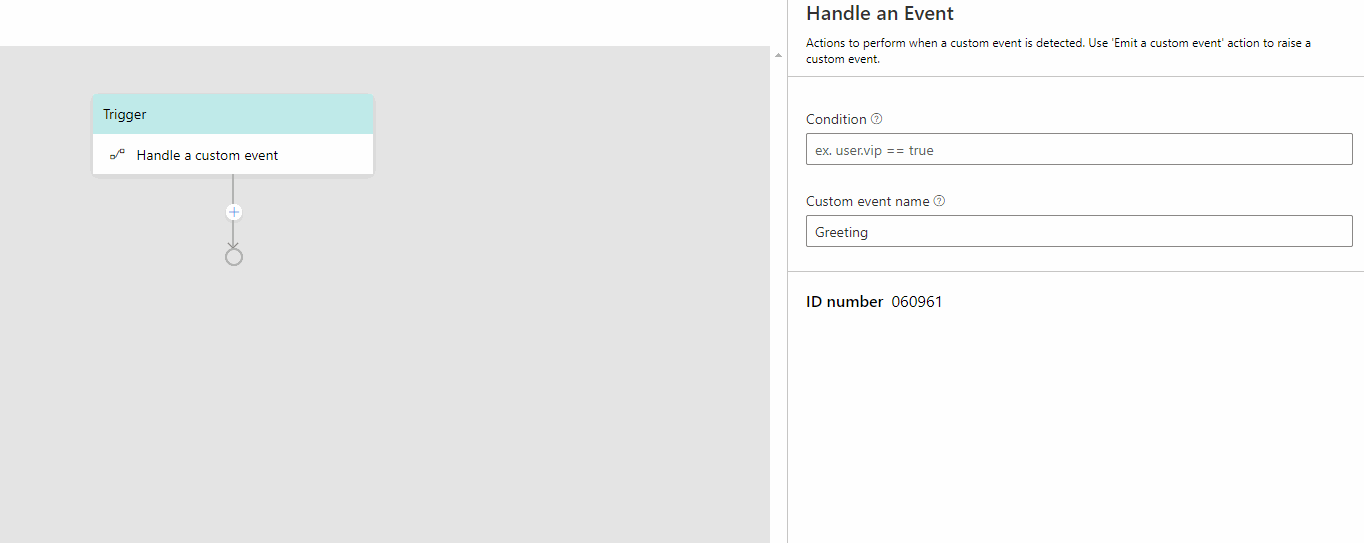 Handle an Event
Actions to perform when a custom event is detected. Use 'Emit a custom event' action to raise a
custom event.
Trigger
Handle a custom event
Condition
ex. user.vip == true
Custom event name
Greeting
ID number 060961